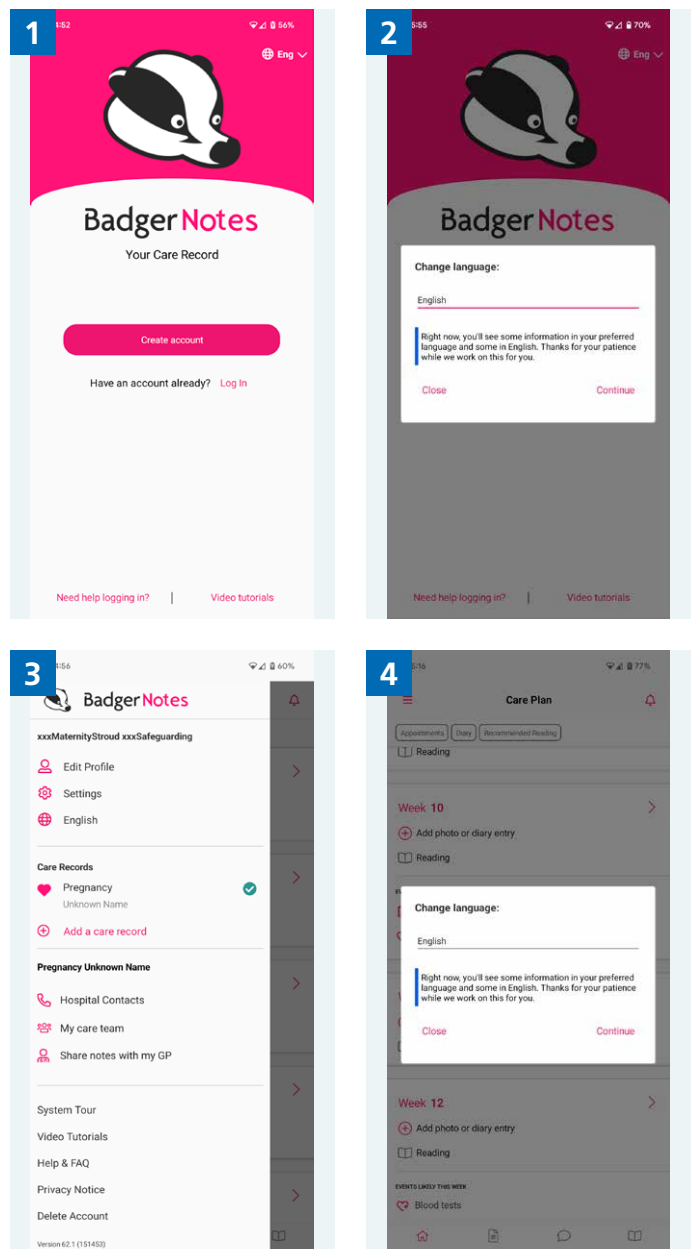 1
4:52
56%
Eng
BadgerNotes
Your Care Record
Create account
Have an account already? Log In
Need help logging in? | Video tutorials
2
5:55
70%
Eng
BadgerNotes
Change language:
English
Right now, you'll see some information in your preferred
language and some in English. Thanks for your patience
while we work on this for you.
Close Continue
Need help logging in? | Video tutorials
3
4:56
60%
BadgerNotes
xxxMaternityStroud xxxSafeguarding
Edit Profile
Settings
English
Care Records
Pregnancy
Unknown Name
Add a care record
Pregnancy Unknown Name
Hospital Contacts
My care team
Share notes with my GP
System Tour
Video Tutorials
Help & FAQ
Privacy Notice
Delete Account
Version 62.1 (151453)
4
5:16
77%
Care Plan
Appointments Diary Recommended Reading
Reading
Week 10
Add photo or diary entry
Reading
Change language:
English
Right now, you'll see some information in your preferred
language and some in English. Thanks for your patience
while we work on this for you.
Close Continue
Week 12
Add photo or diary entry
Reading
EVENTS LIKELY THIS WEEK
Blood tests